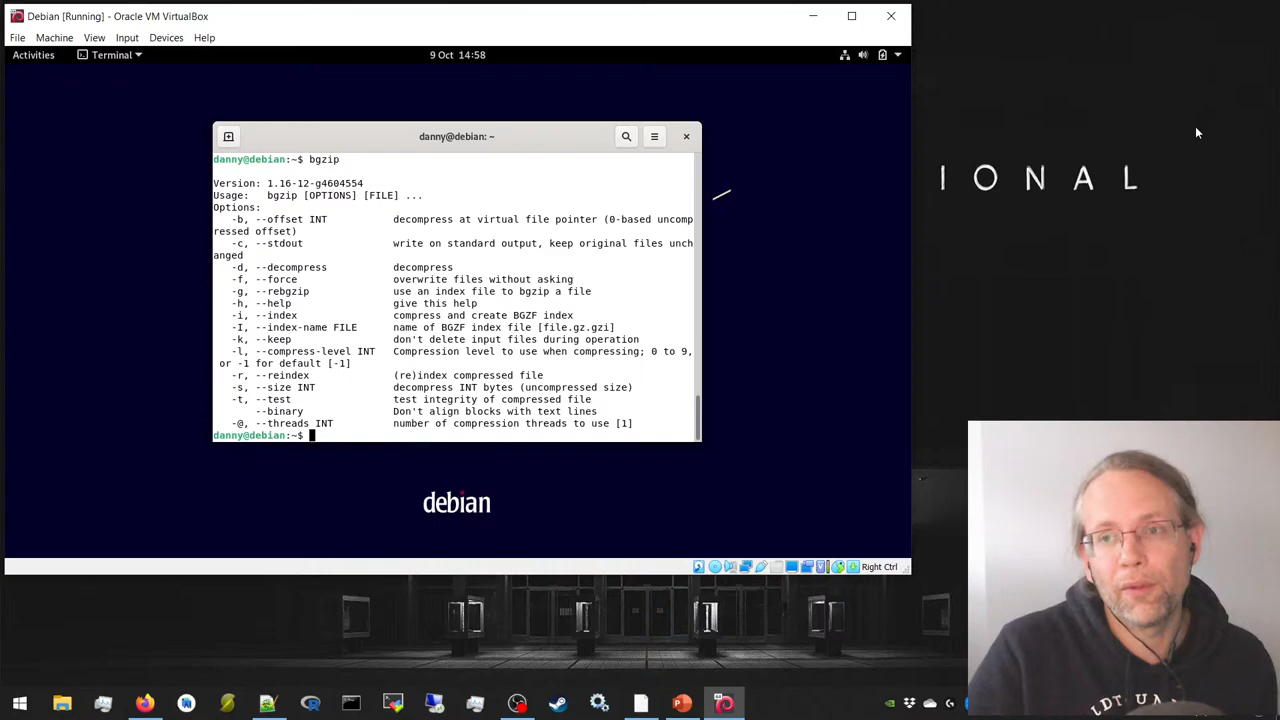 Debian [Running] - Oracle VM VirtualBox
File Machine View Input Devices Help
Activities Terminal 9 Oct 14:58
danny@debian: ~
danny@debian:~$ bgzip
Version: 1.16-12-g4604554
Usage: bgzip [OPTIONS] [FILE] ...
Options:
-b, --offset INT decompress at virtual file pointer (0-based uncomp
ressed offset)
-c, --stdout write on standard output, keep original files unch
anged
-d, --decompress decompress
-f, --force overwrite files without asking
-g, --rebgzip use an index file to bgzip a file
-h, --help give this help
-i, --index compress and create BGZF index
-I, --index-name FILE name of BGZF index file [file.gz.gzi]
-k, --keep don't delete input files during operation
-l, --compress-level INT Compression level to use when compressing; 0 to 9,
or -1 for default [-1]
-r, --reindex (re)index compressed file
-s, --size INT decompress INT bytes (uncompressed size)
-t, --test test integrity of compressed file
--binary Don't align blocks with text lines
-@, --threads INT number of compression threads to use [1]
danny@debian:~$
debian
Right Ctrl
IONAL